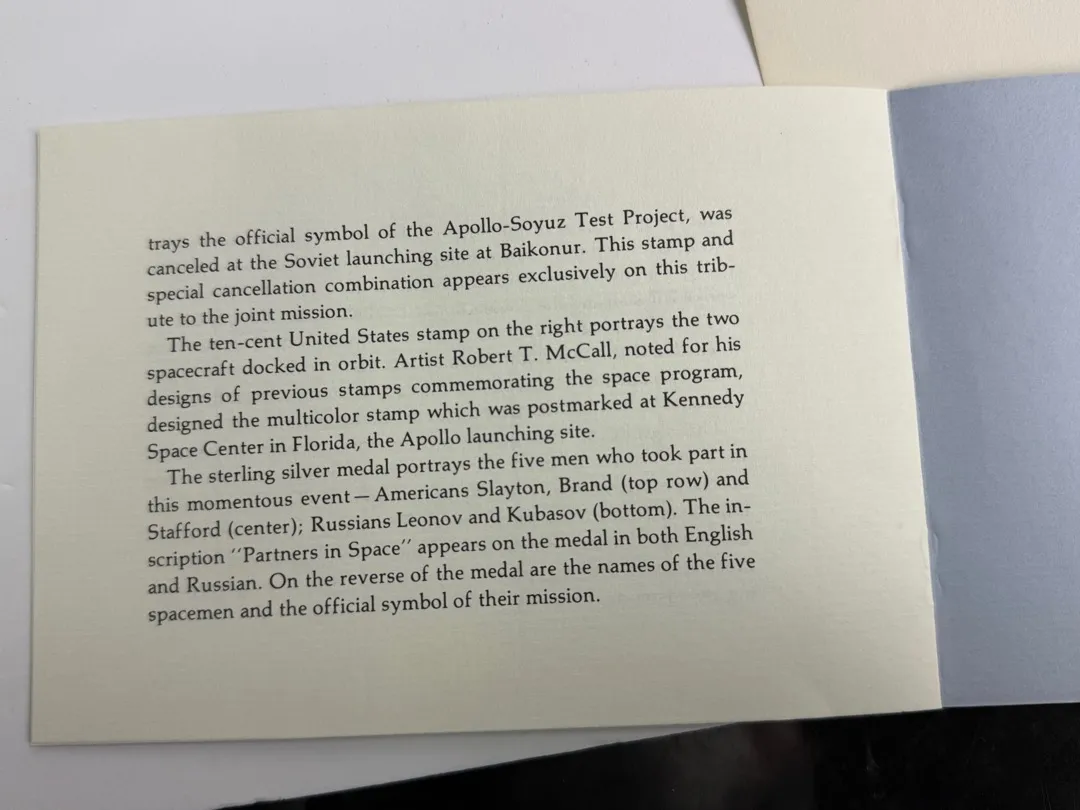 trays the official symbol of the Apollo-Soyuz Test Project, was
canceled at the Soviet launching site at Baikonur. This stamp and
special cancellation combination appears exclusively on this trib-
ute to the joint mission.
The ten-cent United States stamp on the right portrays the two
spacecraft docked in orbit. Artist Robert T. McCall, noted for his
designs of previous stamps commemorating the space program,
designed the multicolor stamp which was postmarked at Kennedy
Space Center in Florida, the Apollo launching site.
The sterling silver medal portrays the five men who took part in
this momentous event — Americans Slayton, Brand (top row) and
Stafford (center); Russians Leonov and Kubasov (bottom). The in-
scription "Partners in Space" appears on the medal in both English
and Russian. On the reverse of the medal are the names of the five
spacemen and the official symbol of their mission.